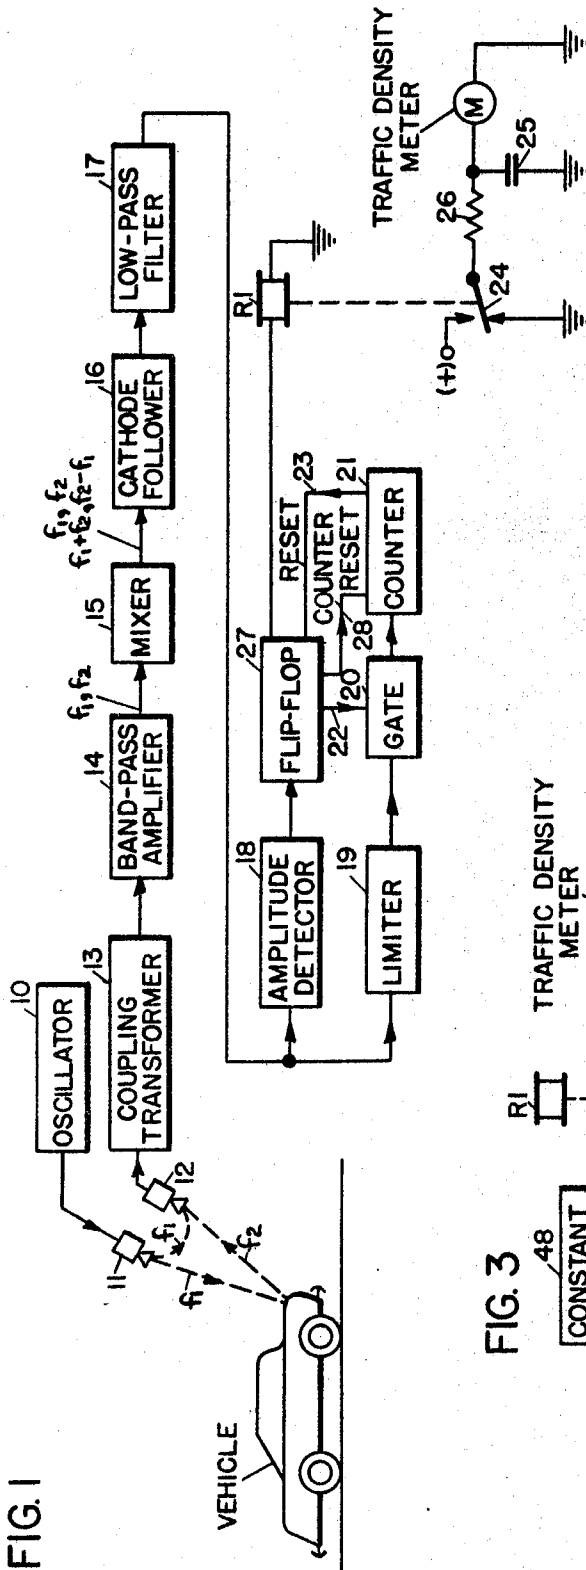 FIG. 1
VEHICLE
f1
f1
f2
11
12
10
OSCILLATOR
13
COUPLING
TRANSFORMER
14
BAND-PASS
AMPLIFIER
f1, f2
15
MIXER
f1, f2
f1+f2, f2-f1
16
CATHODE
FOLLOWER
17
LOW-PASS
FILTER
18
AMPLITUDE
DETECTOR
19
LIMITER
27
FLIP-FLOP
22
20
GATE
RESET
23
COUNTER
RESET
28
21
COUNTER
R1
(+)
24
26
25
TRAFFIC DENSITY
METER
M
FIG. 3
48
CONSTANT
R1
TRAFFIC DENSITY
METER